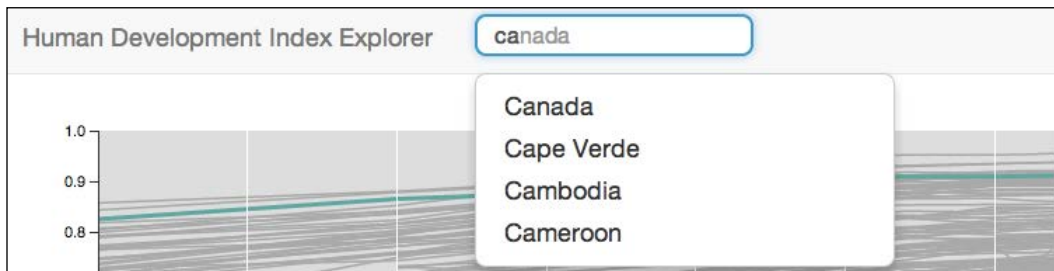 Human Development Index Explorer
canada
Canada
Cape Verde
Cambodia
Cameroon
1.0
0.9
0.8